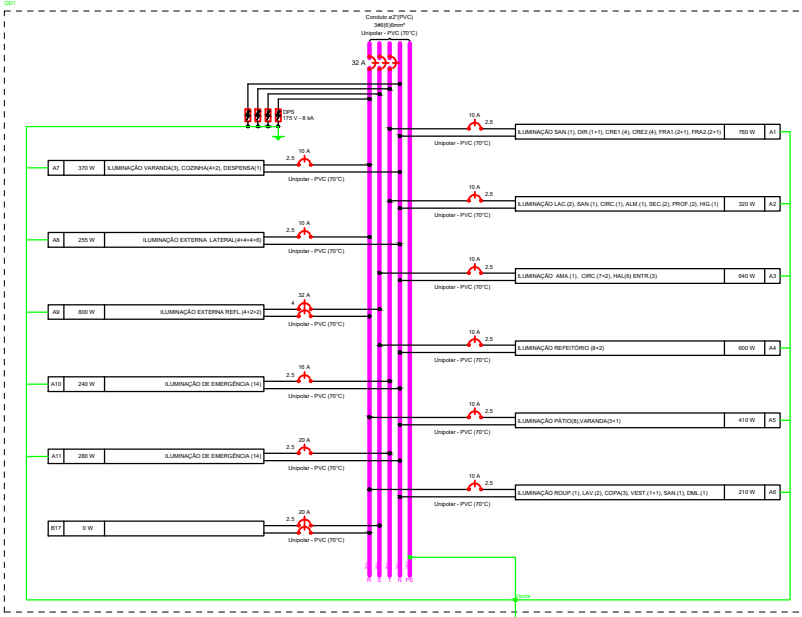 QD1
Conduto ø2"(PVC)
3#6(6)6mm²
Unipolar - PVC (70°C)
32 A
DPS
175 V - 8 kA
10 A
2.5
Unipolar - PVC (70°C)
ILUMINAÇÃO SAN.(1), DIR.(1+1), CRE1.(4), CRE2.(4), FRA1.(2+1), FRA2.(2+1) 760 W A1
A7 370 W ILUMINAÇÃO VARANDA(3), COZINHA(4+2), DESPENSA(1)
10 A
2.5
Unipolar - PVC (70°C)
10 A
2.5
Unipolar - PVC (70°C)
ILUMINAÇÃO LAC.(2), SAN.(1), CIRC.(1), ALM.(1), SEC.(2), PROF.(2), HIG.(1) 320 W A2
A8 255 W ILUMINAÇÃO EXTERNA LATERAL(4+4+4+6)
10 A
2.5
Unipolar - PVC (70°C)
10 A
2.5
Unipolar - PVC (70°C)
ILUMINAÇÃO AMA.(1), CIRC.(7+2), HAL(6) ENTR.(3) 640 W A3
A9 800 W ILUMINAÇÃO EXTERNA REFL.(4+2+2)
32 A
4
Unipolar - PVC (70°C)
10 A
2.5
Unipolar - PVC (70°C)
ILUMINAÇÃO REFEITÓRIO (8+2) 600 W A4
A10 240 W ILUMINAÇÃO DE EMERGÊNCIA (14)
16 A
2.5
Unipolar - PVC (70°C)
10 A
2.5
Unipolar - PVC (70°C)
ILUMINAÇÃO PÁTIO(8),VARANDA(3+1) 410 W A5
A11 280 W ILUMINAÇÃO DE EMERGÊNCIA (14)
20 A
2.5
Unipolar - PVC (70°C)
10 A
2.5
Unipolar - PVC (70°C)
ILUMINAÇÃO ROUP.(1), LAV.(2), COPA(3), VEST.(1+1), SAN.(1), DML.(1) 210 W A6
B17 0 W
20 A
2.5
Unipolar - PVC (70°C)
R S T N PE
Verde